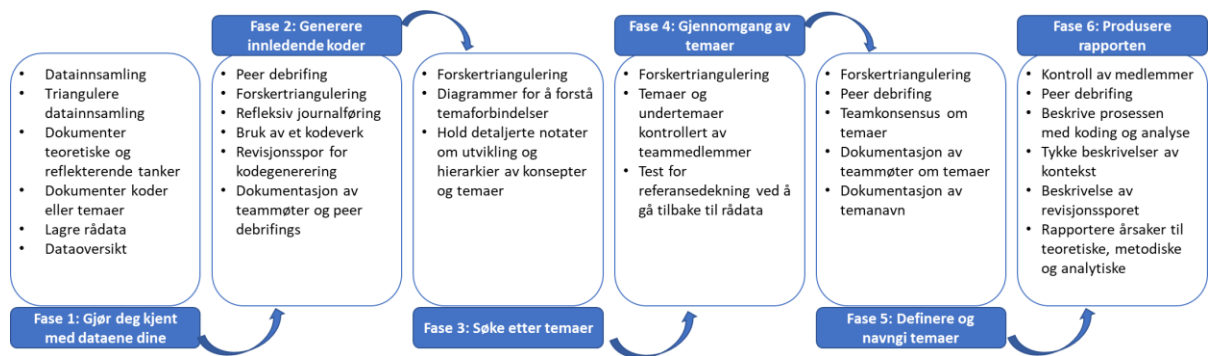 • Datainnsamling
• Triangulere
datainnsamling
• Dokumenter
teoretiske og
reflekterende tanker
• Dokumenter koder
eller temaer
• Lagre rådata
• Dataoversikt
Fase 1: Gjør deg kjent
med dataene dine
Fase 2: Generere
innledende koder
• Peer debrifing
• Forskertriangulering
• Refleksiv journalføring
• Bruk av et kodeverk
• Revisjonsspor for
kodegenerering
• Dokumentasjon av
teammøter og peer
debrifings
• Forskertriangulering
• Diagrammer for å forstå
temaforbindelser
• Hold detaljerte notater
om utvikling og
hierarkier av konsepter
og temaer
Fase 3: Søke etter temaer
Fase 4: Gjennomgang av
temaer
• Forskertriangulering
• Temaer og
undertemaer
kontrollert av
teammedlemmer
• Test for
referansedekning ved å
gå tilbake til rådata
• Forskertriangulering
• Peer debrifing
• Teamkonsensus om
temaer
• Dokumentasjon av
teammøter om temaer
• Dokumentasjon av
temanavn
Fase 5: Definere og
navngi temaer
Fase 6: Produsere
rapporten
• Kontroll av medlemmer
• Peer debrifing
• Beskrive prosessen
med koding og analyse
• Tykke beskrivelser av
kontekst
• Beskrivelse av
revisjonssporet
• Rapportere årsaker til
teoretiske, metodiske
og analytiske